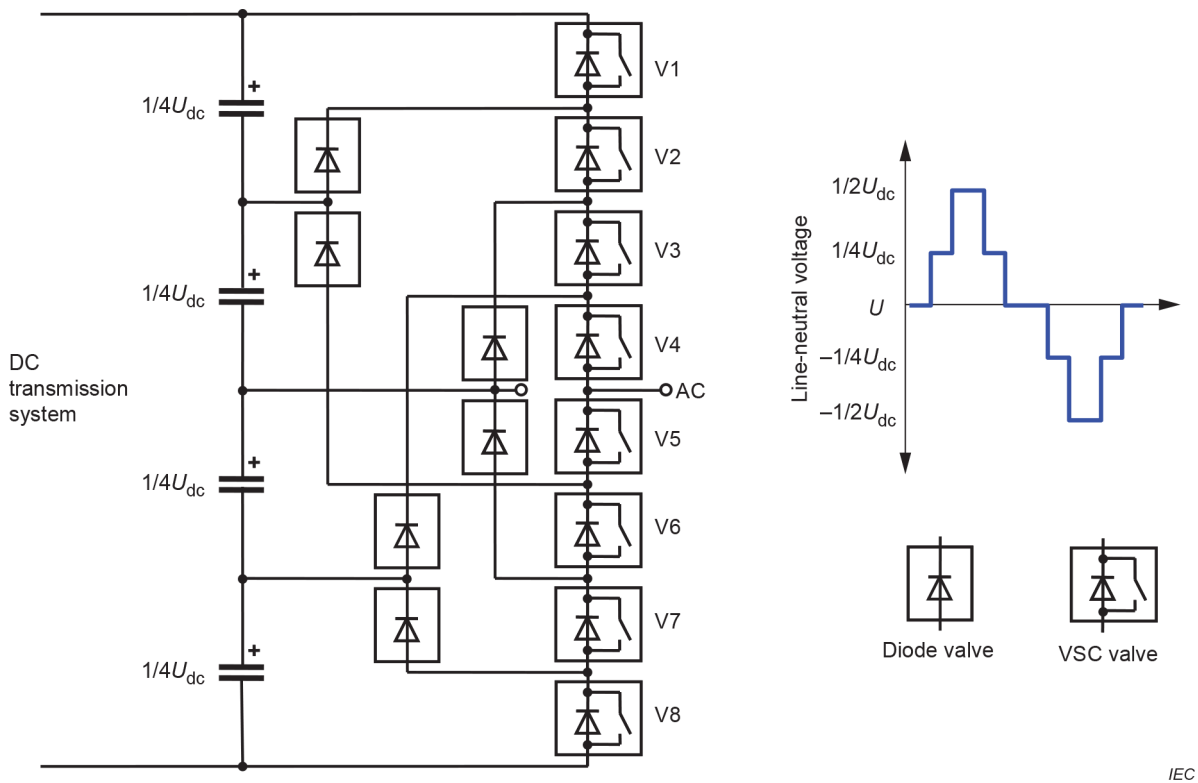 1/4Udc
+
1/4Udc
+
1/4Udc
+
1/4Udc
+
DC
transmission
system
V1
V2
V3
V4
AC
V5
V6
V7
V8
Line-neutral voltage
1/2Udc
1/4Udc
U
–1/4Udc
–1/2Udc
Diode valve
VSC valve
IEC